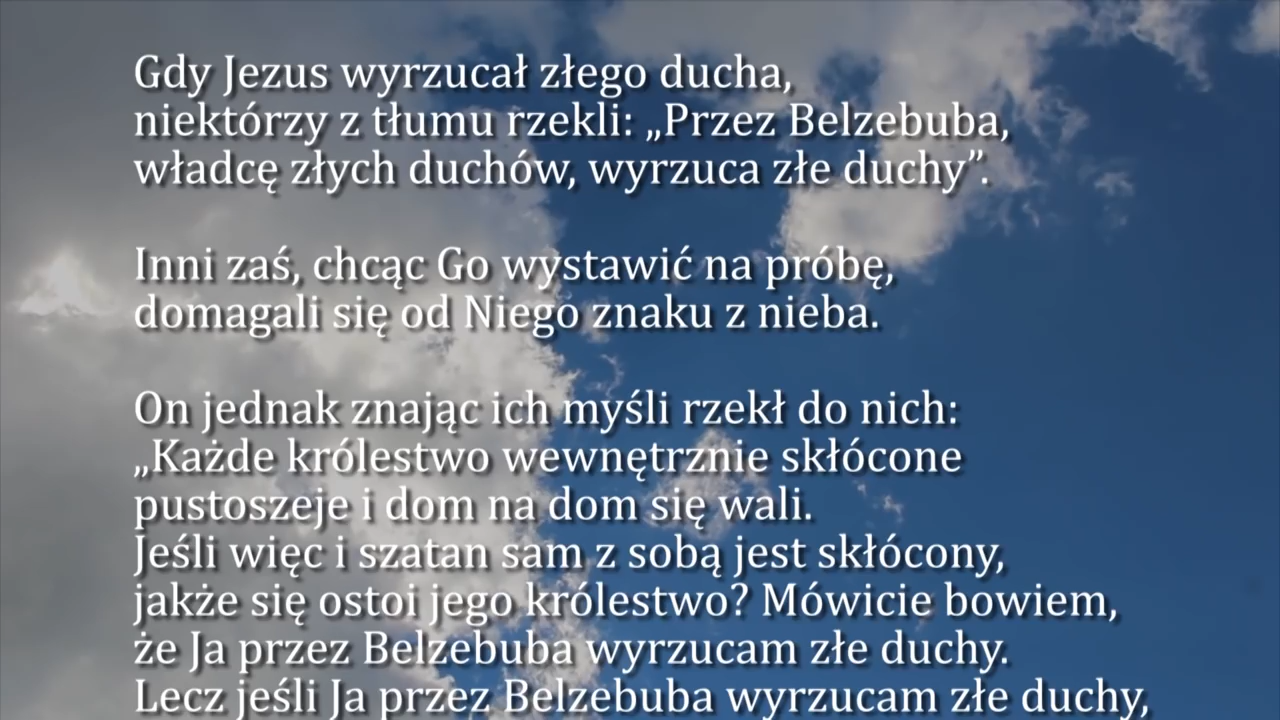 Gdy Jezus wyrzucał złego ducha,
niektórzy z tłumu rzekli: „Przez Belzebuba,
władcę złych duchów, wyrzuca złe duchy”.
Inni zaś, chcąc Go wystawić na próbę,
domagali się od Niego znaku z nieba.
On jednak znając ich myśli rzekł do nich:
„Każde królestwo wewnętrznie skłócone
pustoszeje i dom na dom się wali.
Jeśli więc i szatan sam z sobą jest skłócony,
jakże się ostoi jego królestwo? Mówicie bowiem,
że Ja przez Belzebuba wyrzucam złe duchy.
Lecz jeśli Ja przez Belzebuba wyrzucam złe duchy,